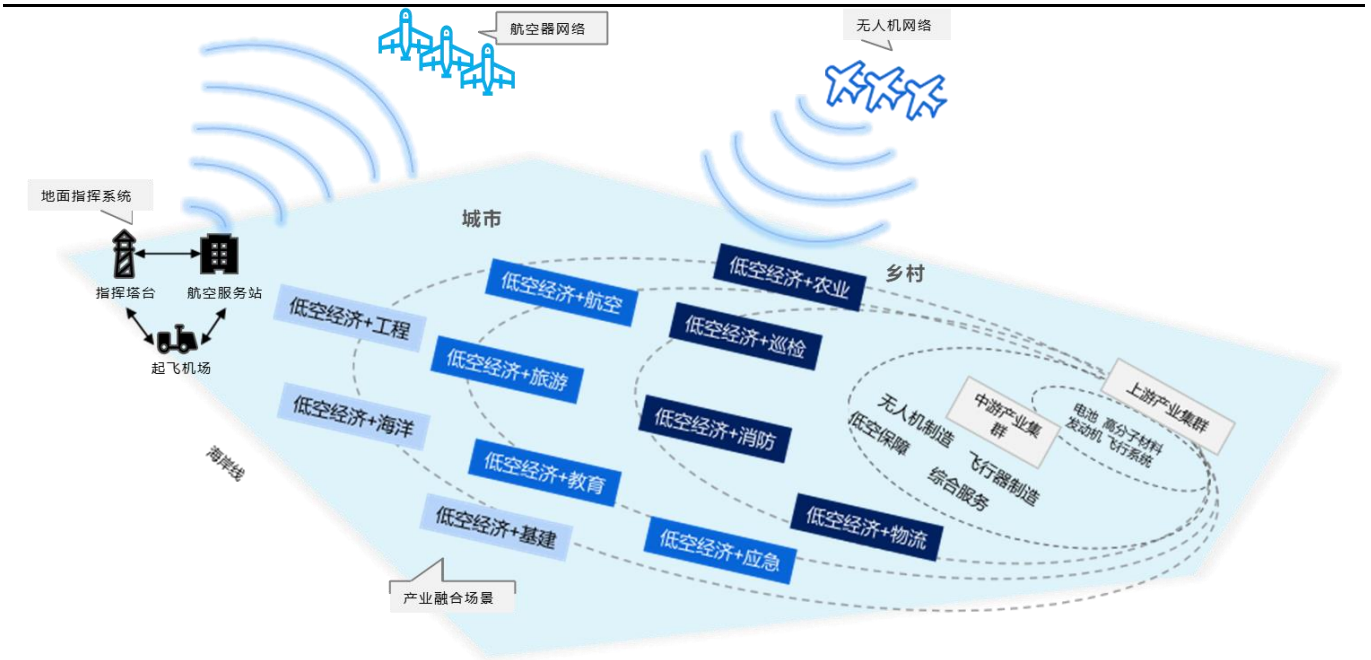 航空器网络
无人机网络
地面指挥系统
城市
指挥塔台
航空服务站
起飞机场
乡村
低空经济+农业
低空经济+航空
低空经济+工程
低空经济+巡检
低空经济+旅游
上游产业集群
电池 高分子材料
发动机 飞行系统
中游产业集
群
无人机制造
低空保障
飞行器制造
综合服务
低空经济+海洋
低空经济+消防
海岸线
低空经济+教育
低空经济+基建
低空经济+应急
低空经济+物流
产业融合场景